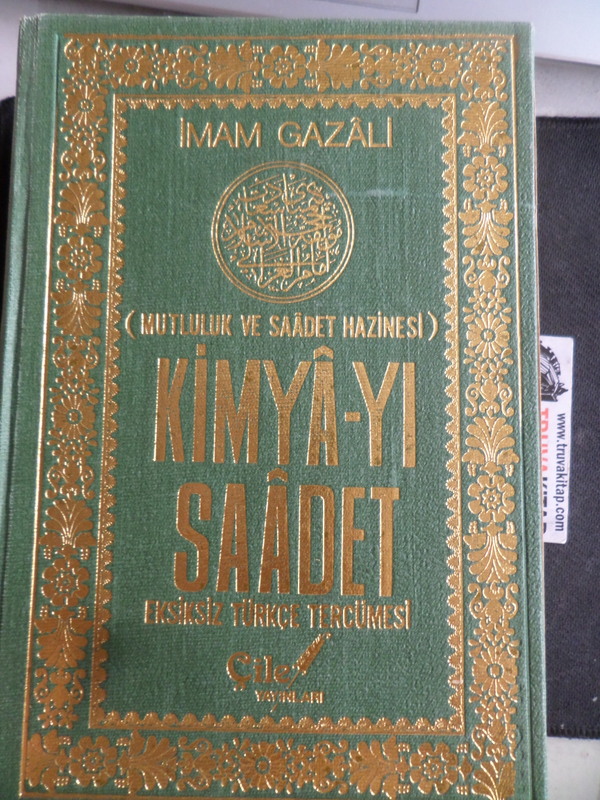 İMAM GAZÂLİ
(MUTLULUK VE SAÂDET HAZİNESİ)
KİMYÂ-YI
SAÂDET
EKSİKSİZ TÜRKÇE TERCÜMESİ
Çile
YAYINLARI
www.truvakitap.com